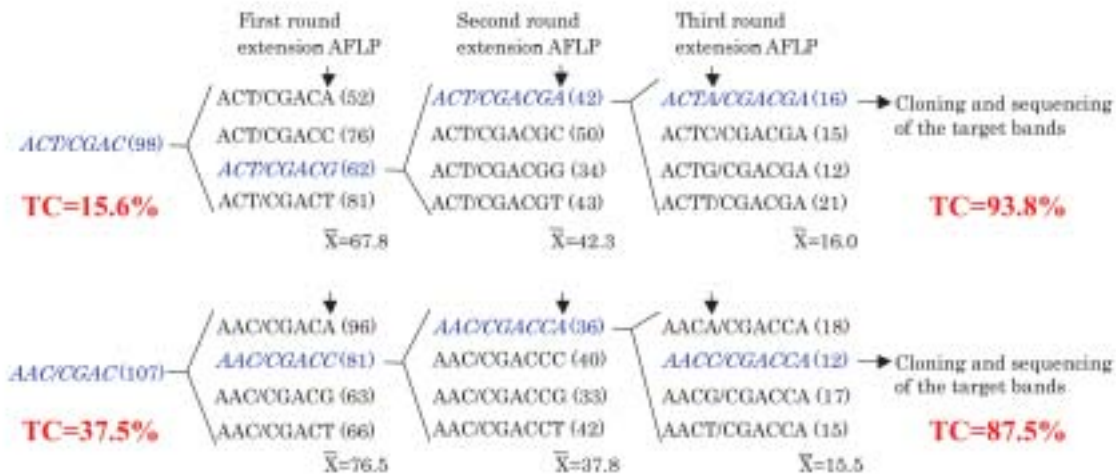 First round
extension AFLP
Second round
extension AFLP
Third round
extension AFLP
ACT/CGAC (98)
TC=15.6%
ACT/CGACA (52)
ACT/CGACC (76)
ACT/CGACG (62)
ACT/CGACT (81)
X̄=67.8
ACT/CGACGA (42)
ACT/CGACGC (50)
ACT/CGACGG (34)
ACT/CGACGT (43)
X̄=42.3
ACTA/CGACGA (16)
ACTC/CGACGA (15)
ACTG/CGACGA (12)
ACTT/CGACGA (21)
X̄=16.0
Cloning and sequencing
of the target bands
TC=93.8%
AAC/CGAC (107)
TC=37.5%
AAC/CGACA (96)
AAC/CGACC (81)
AAC/CGACG (63)
AAC/CGACT (66)
X̄=76.5
AAC/CGACCA (36)
AAC/CGACCC (40)
AAC/CGACCG (33)
AAC/CGACCT (42)
X̄=37.8
AACA/CGACCA (18)
AACC/CGACCA (12)
AACG/CGACCA (17)
AACT/CGACCA (15)
X̄=15.5
Cloning and sequencing
of the target bands
TC=87.5%